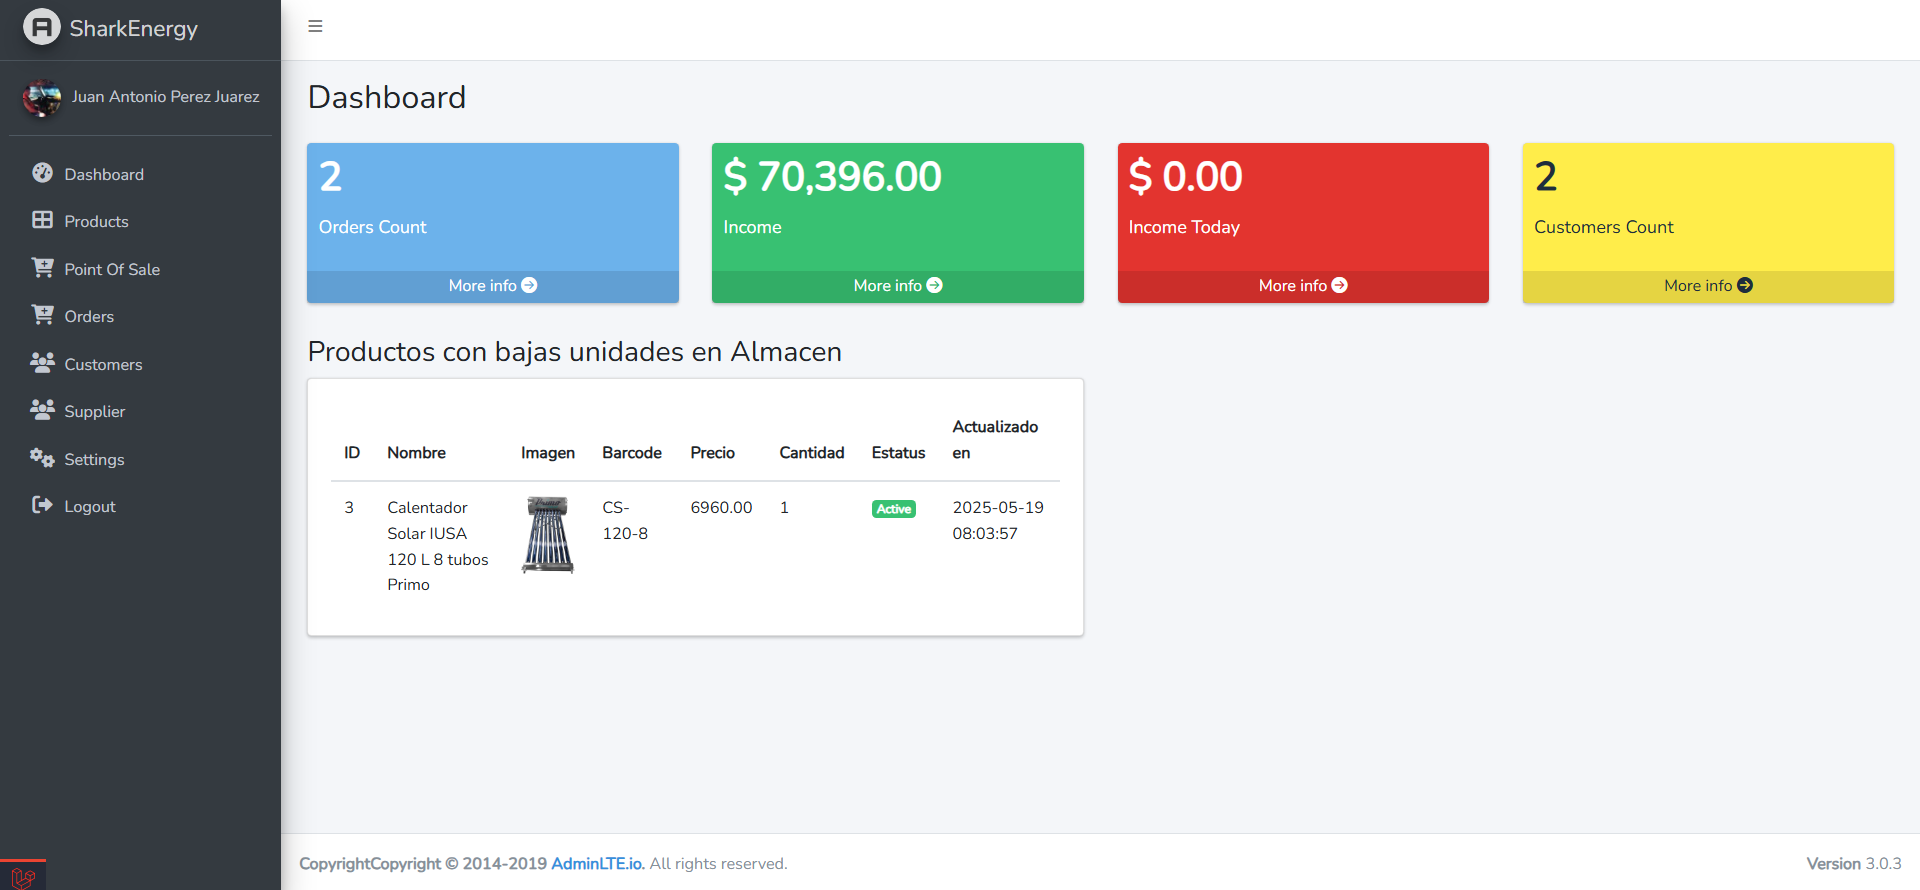 SharkEnergy
Juan Antonio Perez Juarez
Dashboard
Products
Point Of Sale
Orders
Customers
Supplier
Settings
Logout
Dashboard
2
Orders Count
More info
$ 70,396.00
Income
More info
$ 0.00
Income Today
More info
2
Customers Count
More info
Productos con bajas unidades en Almacen
ID Nombre Imagen Barcode Precio Cantidad Estatus Actualizado
en
3 Calentador CS- 6960.00 1 Active 2025-05-19
Solar IUSA 120-8 08:03:57
120 L 8 tubos
Primo
CopyrightCopyright © 2014-2019 AdminLTE.io. All rights reserved.
Version 3.0.3